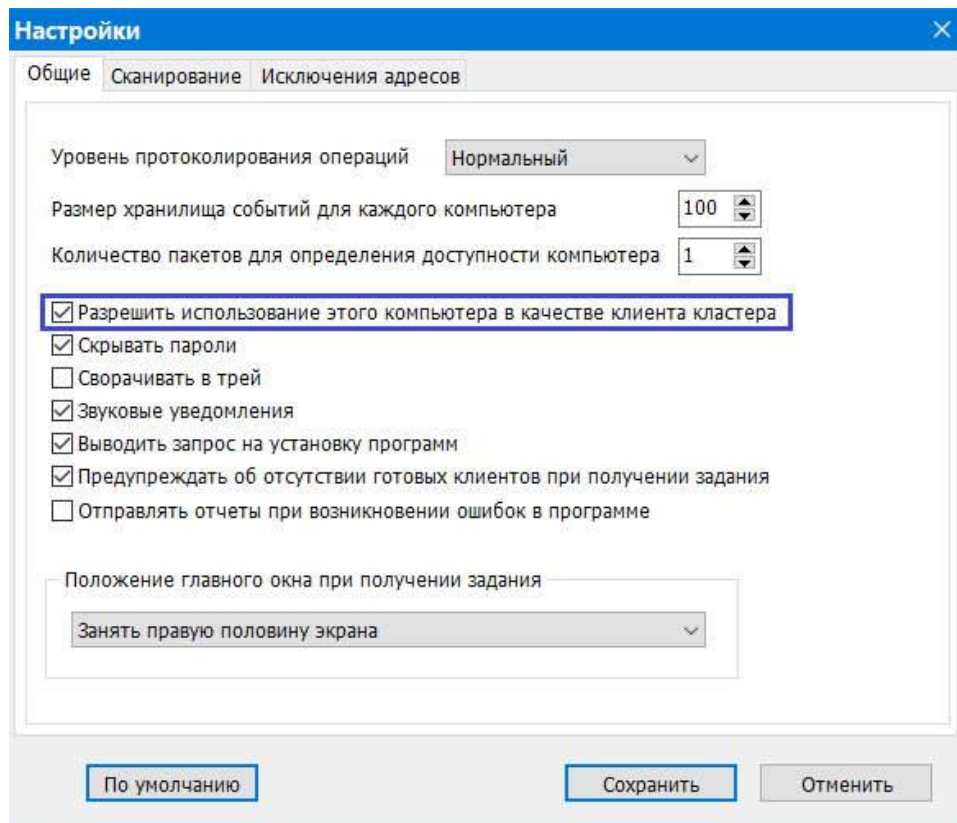 Настройки
Общие Сканирование Исключения адресов
Уровень протоколирования операций Нормальный
Размер хранилища событий для каждого компьютера 100
Количество пакетов для определения доступности компьютера 1
Разрешить использование этого компьютера в качестве клиента кластера
Скрывать пароли
Сворачивать в трей
Звуковые уведомления
Выводить запрос на установку программ
Предупреждать об отсутствии готовых клиентов при получении задания
Отправлять отчеты при возникновении ошибок в программе
Положение главного окна при получении задания
Занять правую половину экрана
По умолчанию Сохранить Отменить